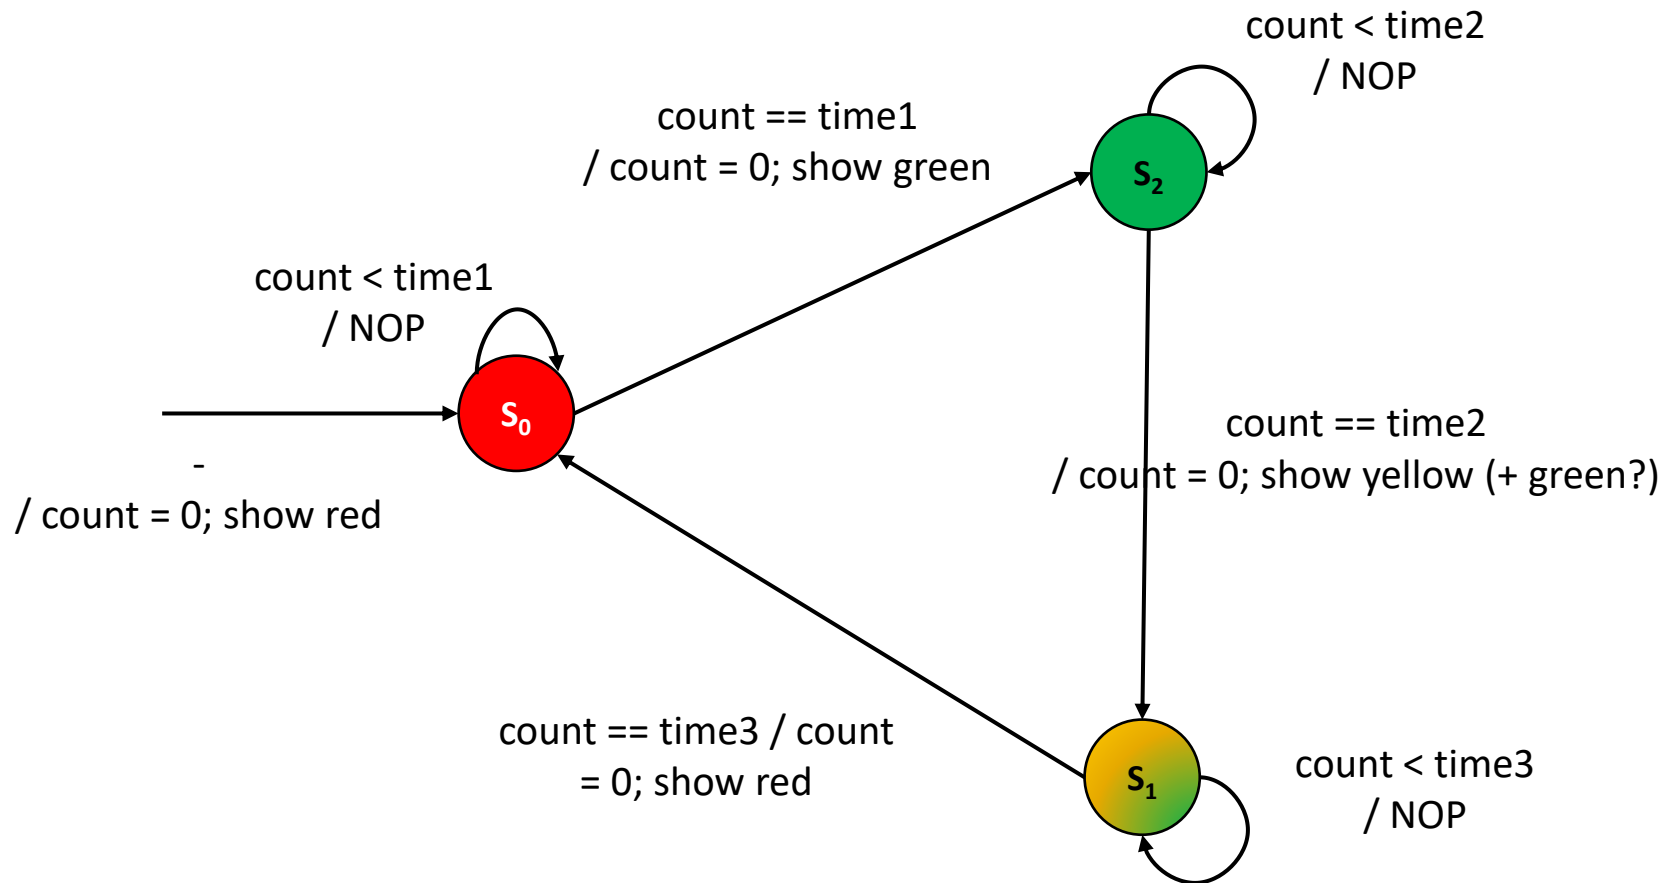 count < time2
/ NOP
count == time1
/ count = 0; show green
S₂
count < time1
/ NOP
S₀
-
/ count = 0; show red
count == time2
/ count = 0; show yellow (+ green?)
count == time3 / count
= 0; show red
S₁
count < time3
/ NOP